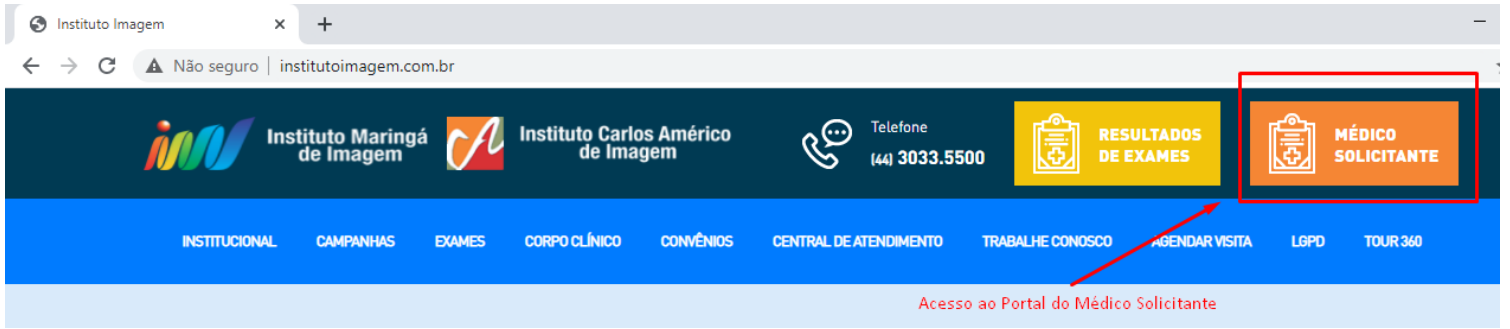 Instituto Imagem
Não seguro | institutoimagem.com.br
Instituto Maringá
de Imagem
Instituto Carlos Américo
de Imagem
Telefone
(44) 3033.5500
RESULTADOS
DE EXAMES
MÉDICO
SOLICITANTE
INSTITUCIONAL CAMPANHAS EXAMES CORPO CLÍNICO CONVÊNIOS CENTRAL DE ATENDIMENTO TRABALHE CONOSCO AGENDAR VISITA LGPD TOUR 360
Acesso ao Portal do Médico Solicitante